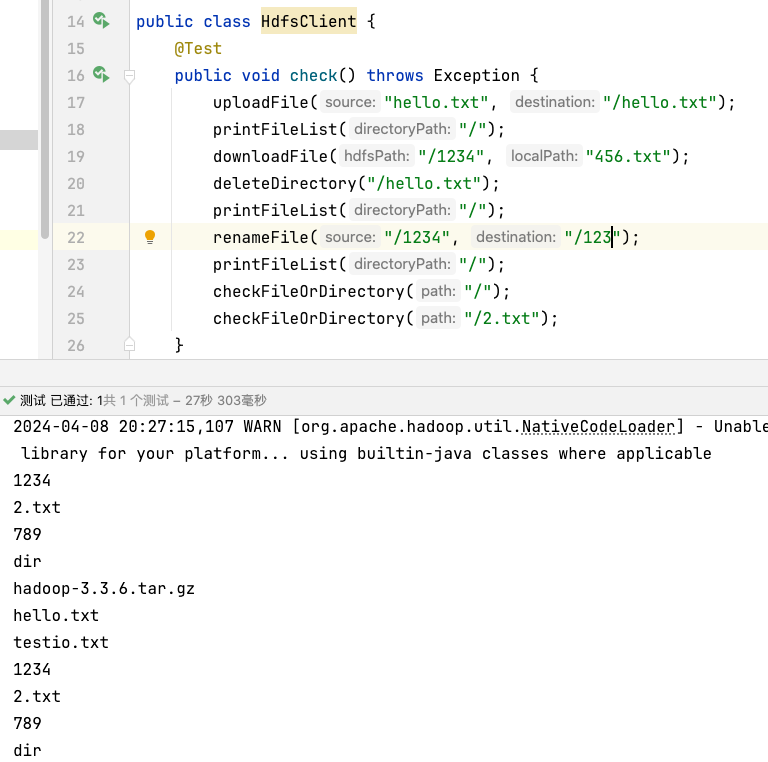 14 public class HdfsClient {
15 @Test
16 public void check() throws Exception {
17 uploadFile( source: "hello.txt", destination: "/hello.txt");
18 printFileList( directoryPath: "/");
19 downloadFile( hdfsPath: "/1234", localPath: "456.txt");
20 deleteDirectory("/hello.txt");
21 printFileList( directoryPath: "/");
22 renameFile( source: "/1234", destination: "/123");
23 printFileList( directoryPath: "/");
24 checkFileOrDirectory( path: "/");
25 checkFileOrDirectory( path: "/2.txt");
26 }
测试 已通过: 1共 1 个测试 – 27秒 303毫秒
2024-04-08 20:27:15,107 WARN [org.apache.hadoop.util.NativeCodeLoader] - Unable
library for your platform... using builtin-java classes where applicable
1234
2.txt
789
dir
hadoop-3.3.6.tar.gz
hello.txt
testio.txt
1234
2.txt
789
dir